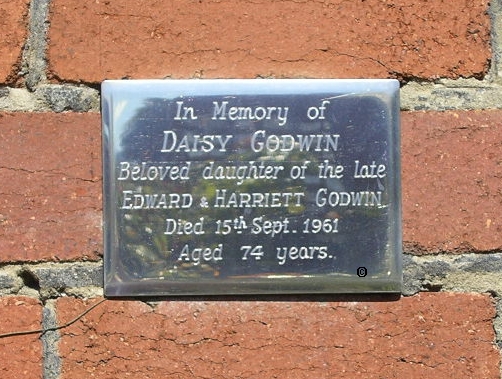 In Memory of
DAISY GODWIN
Beloved daughter of the late
EDWARD & HARRIETT GODWIN
Died 15th Sept. 1961
Aged 74 years.
©